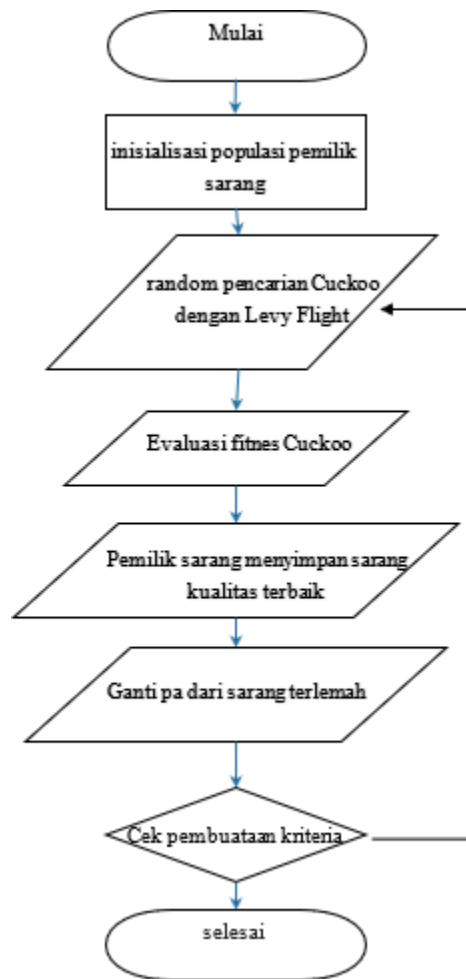 Mulai
inisialisasi populasi pemilik
sarang
random pencarian Cuckoo
dengan Levy Flight
Evaluasi fitnes Cuckoo
Pemilik sarang menyimpan sarang
kualitas terbaik
Ganti pa dari sarang terlemah
Cek pembuataan kriteria
selesai